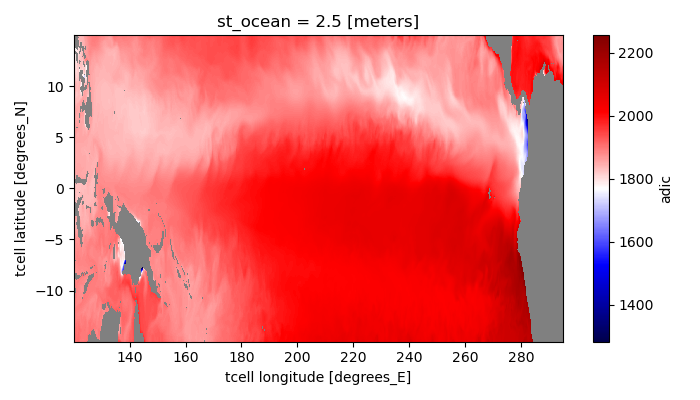 st_ocean = 2.5 [meters]
tcell latitude [degrees_N]
10
5
0
−5
−10
140 160 180 200 220 240 260 280
tcell longitude [degrees_E]
2200
2000
1800
1600
1400
adic